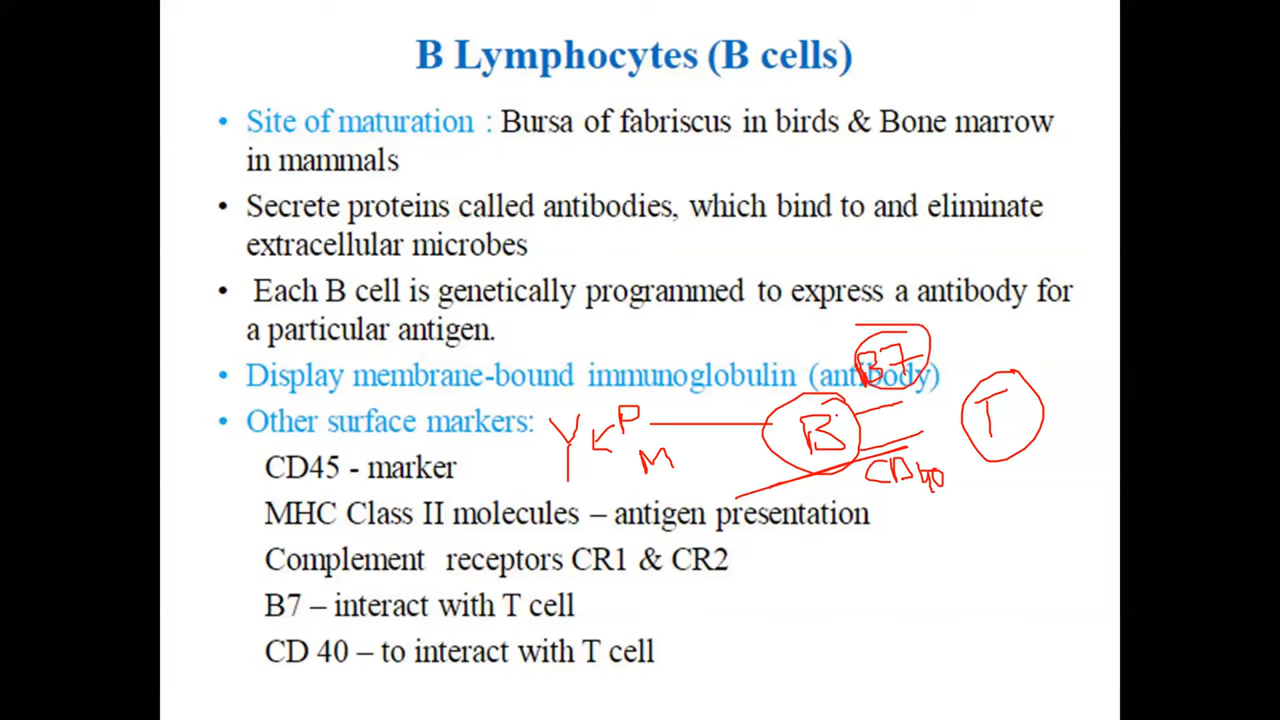 B Lymphocytes (B cells)
• Site of maturation : Bursa of fabriscus in birds & Bone marrow
in mammals
• Secrete proteins called antibodies, which bind to and eliminate
extracellular microbes
• Each B cell is genetically programmed to express a antibody for
a particular antigen.
B7
• Display membrane-bound immunoglobulin (antibody)
• Other surface markers:
Y P B T
M
CD40
CD45 - marker
MHC Class II molecules – antigen presentation
Complement receptors CR1 & CR2
B7 – interact with T cell
CD 40 – to interact with T cell